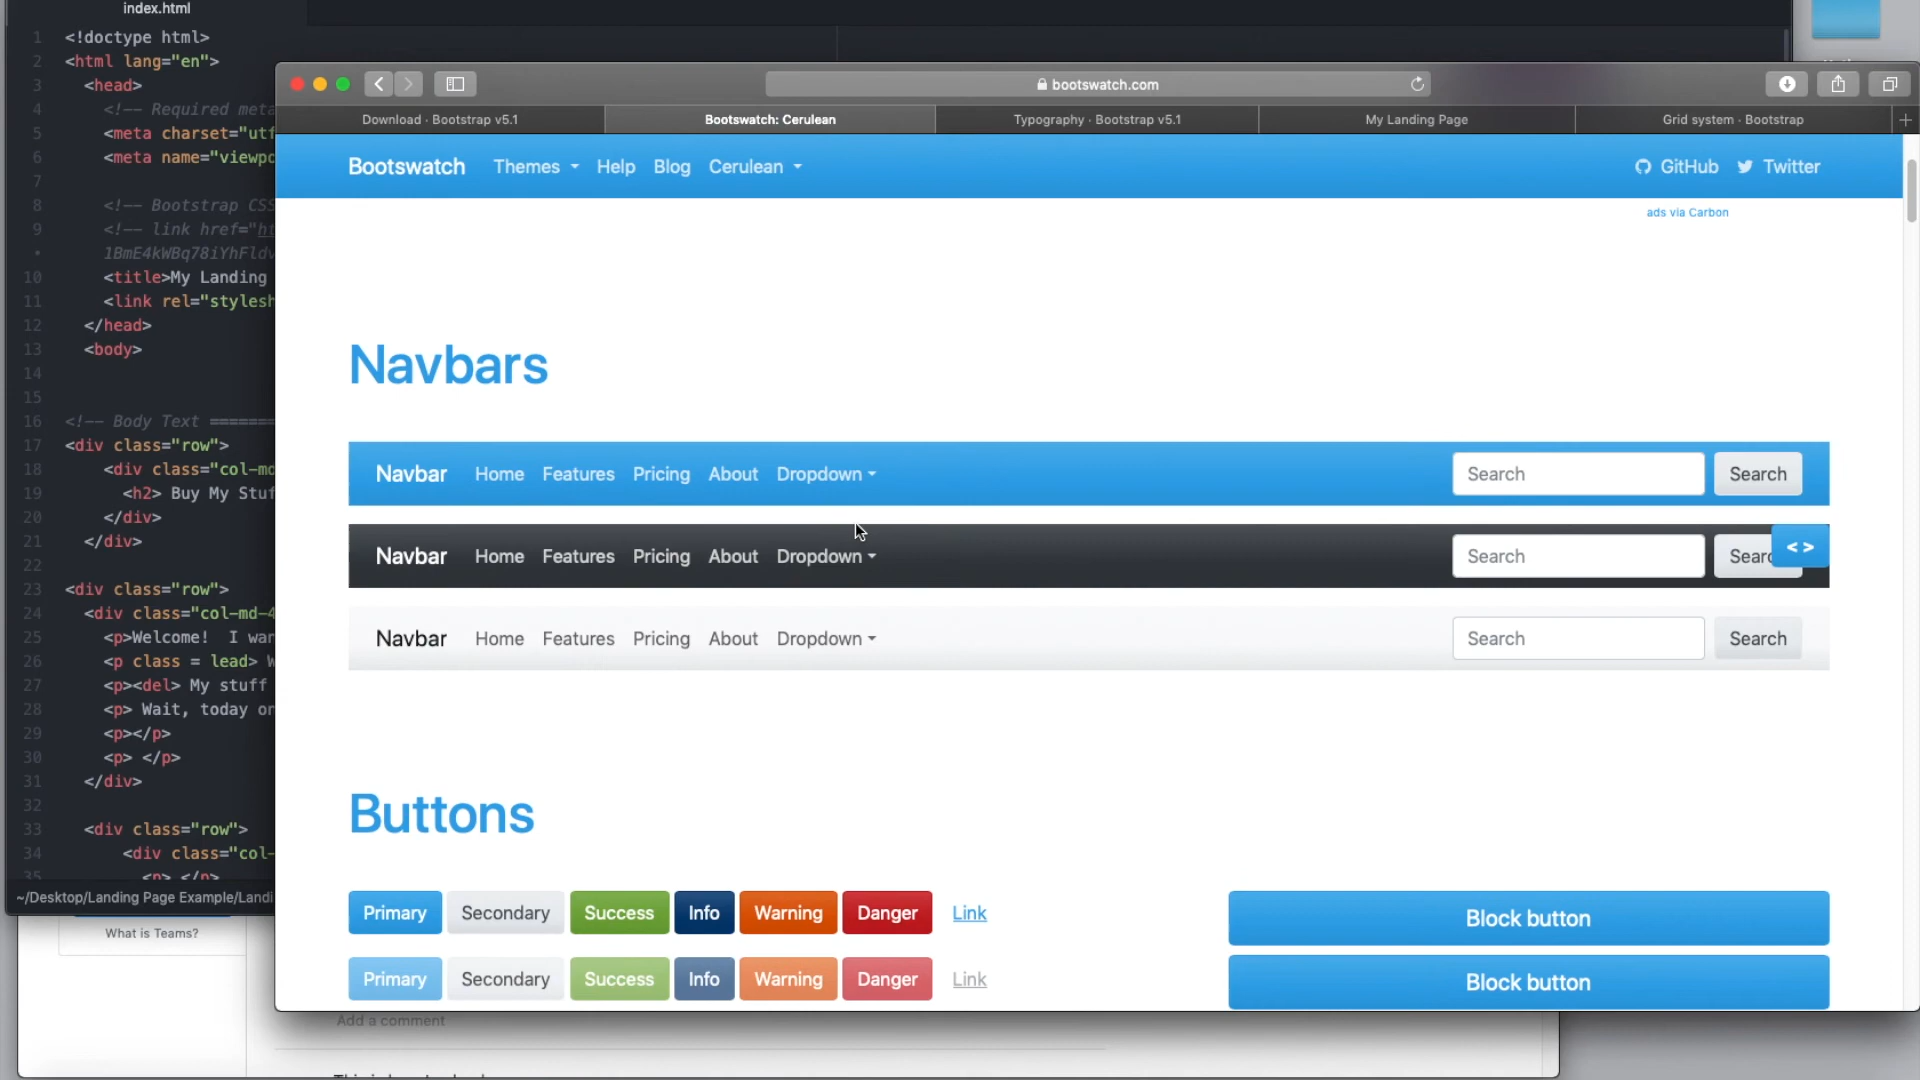 index.html
1 <!doctype html>
2 <html lang="en">
3 <head>
4 <!-- Required meta
5 <meta charset="utf
6 <meta name="viewpo
7
8 <!-- Bootstrap CSS
9 <!-- link href="ht
• 1BmE4kWBq78iYhFldv
10 <title>My Landing
11 <link rel="stylesh
12 </head>
13 <body>
14
15
16 <!-- Body Text =======
17 <div class="row">
18 <div class="col-md
19 <h2> Buy My Stuf
20 </div>
21 </div>
22
23 <div class="row">
24 <div class="col-md-4
25 <p>Welcome! I wan
26 <p class = lead> W
27 <p><del> My stuff
28 <p> Wait, today on
29 <p></p>
30 <p> </p>
31 </div>
32
33 <div class="row">
34 <div class="col-
35 <p> </p>
~/Desktop/Landing Page Example/Landi
What is Teams?
bootswatch.com
Download · Bootstrap v5.1
Bootswatch: Cerulean
Typography · Bootstrap v5.1
My Landing Page
Grid system · Bootstrap
Bootswatch Themes Help Blog Cerulean GitHub Twitter
ads via Carbon
Navbars
Navbar Home Features Pricing About Dropdown Search Search
Navbar Home Features Pricing About Dropdown Search Searc < >
Navbar Home Features Pricing About Dropdown Search Search
Buttons
Primary Secondary Success Info Warning Danger Link Block button
Primary Secondary Success Info Warning Danger Link Block button
Add a comment